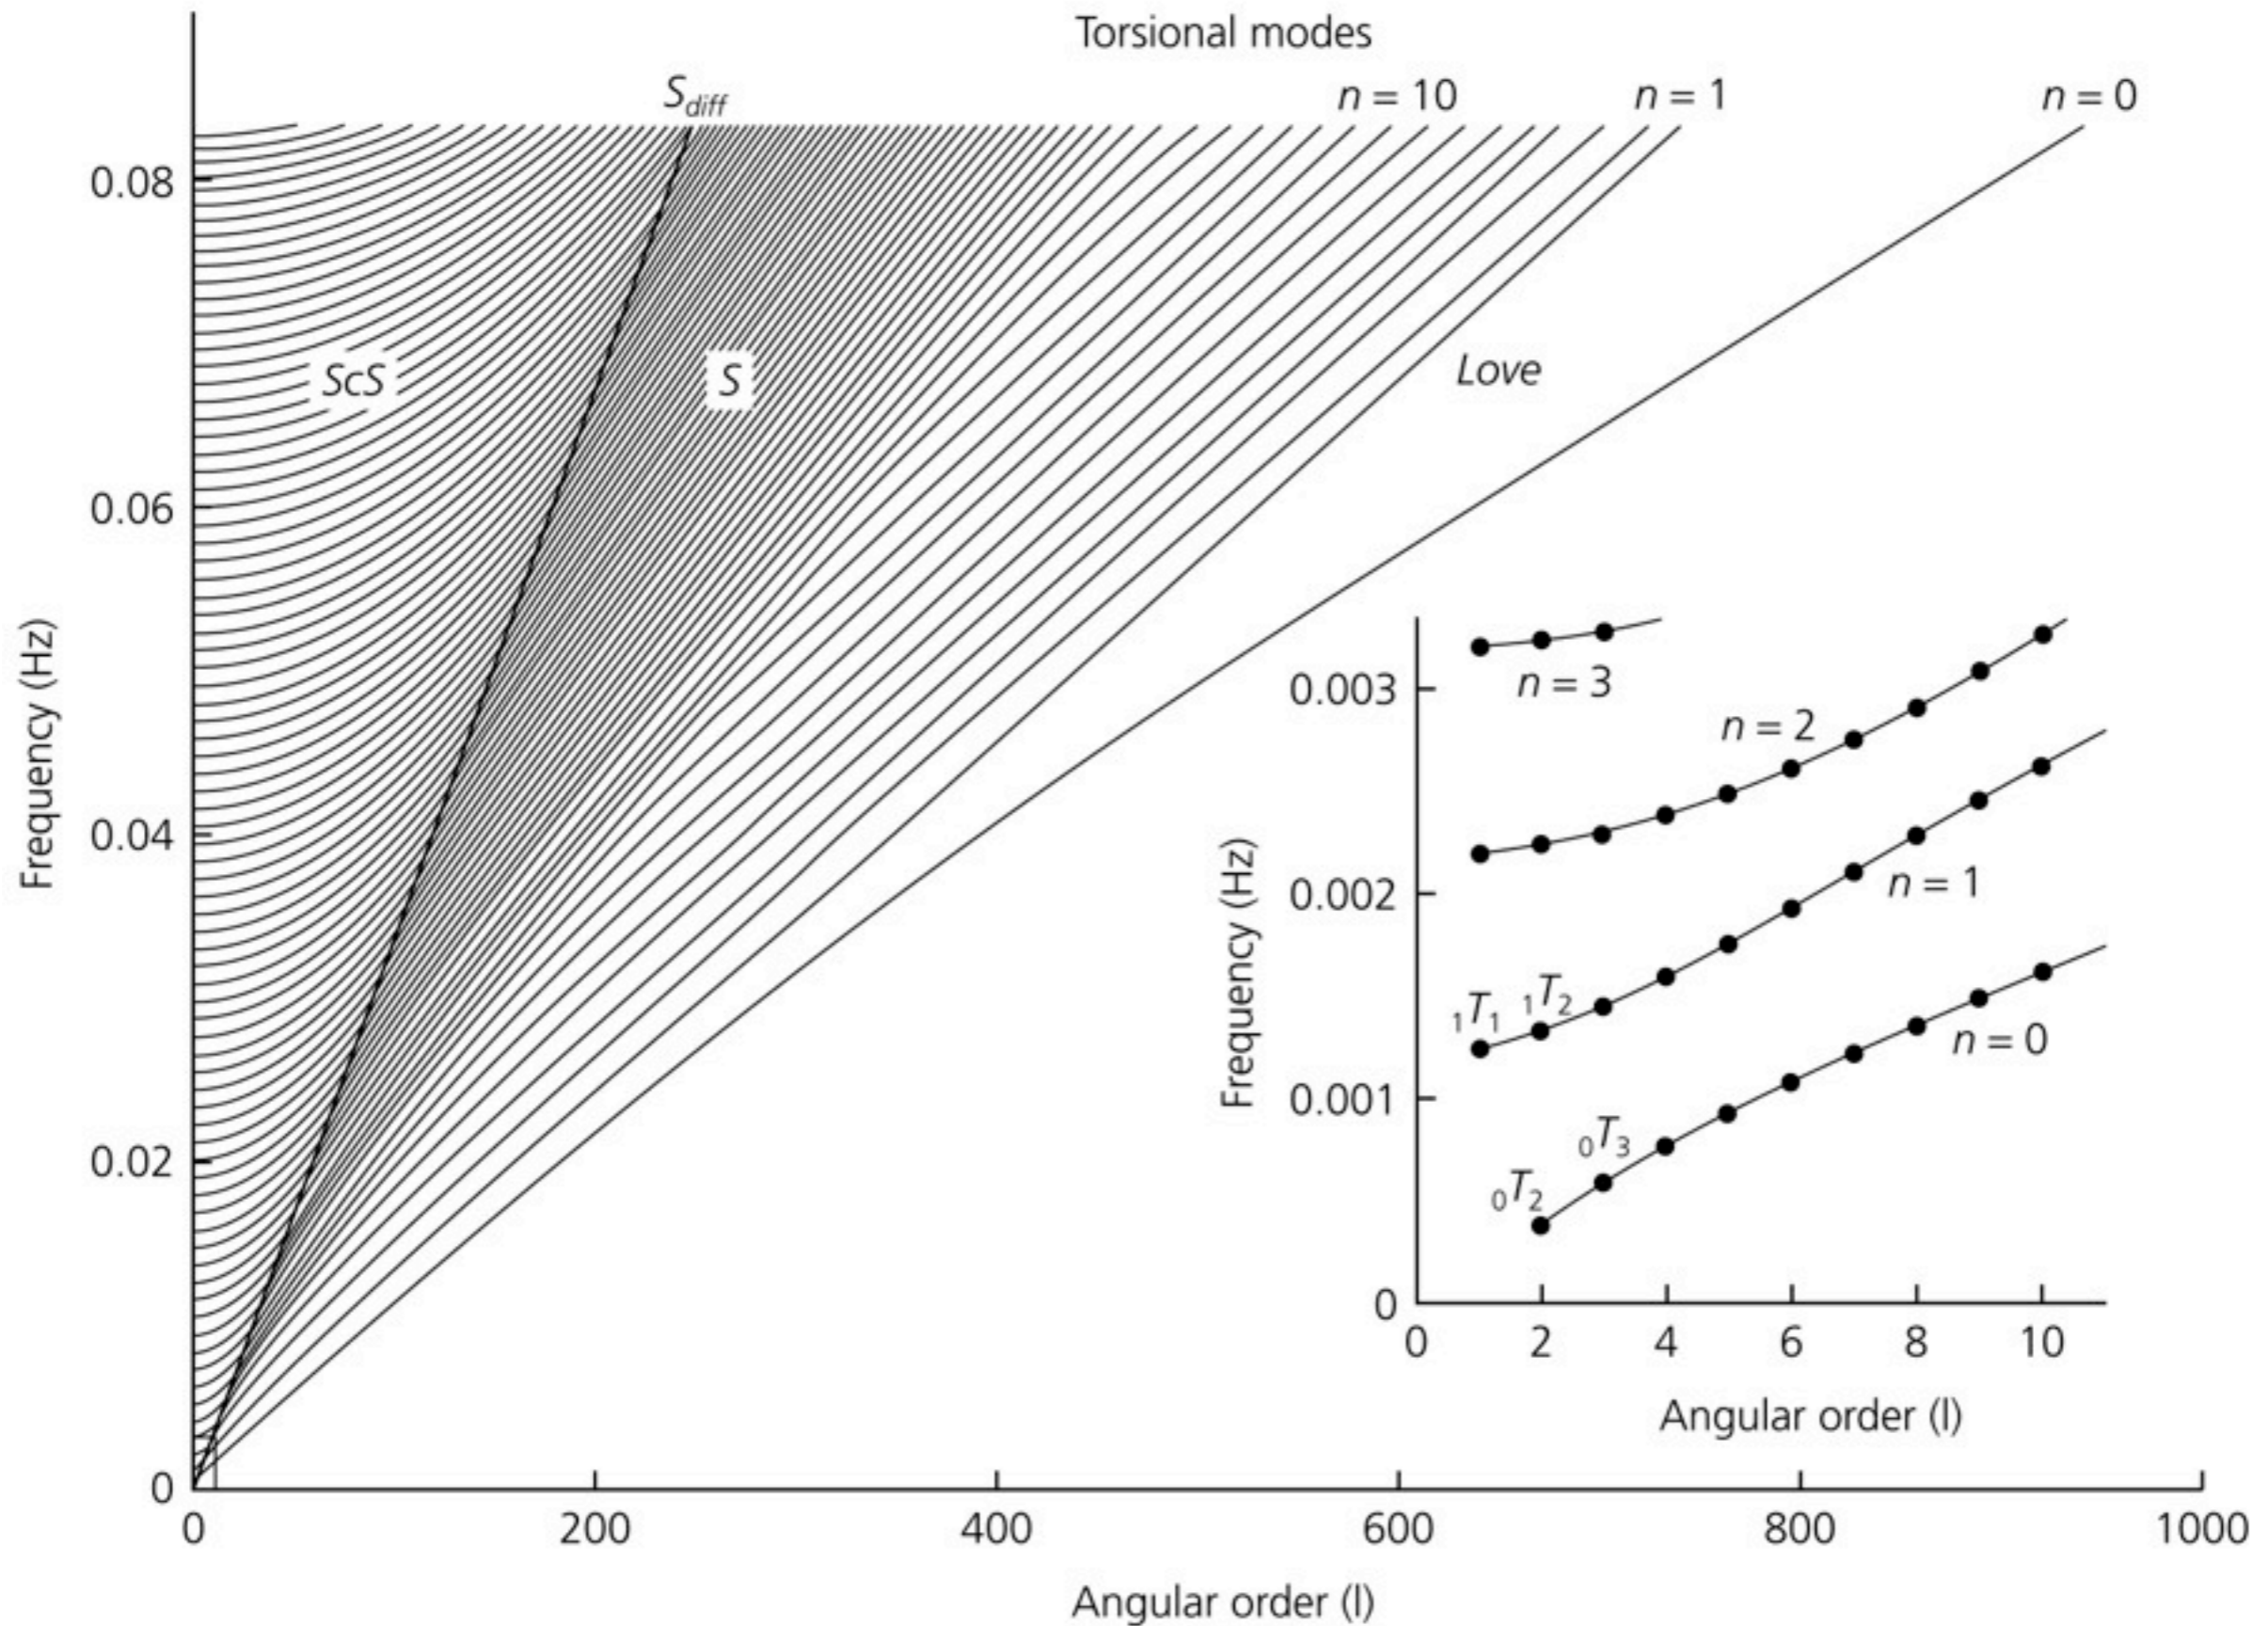 Torsional modes
S_diff
n = 10
n = 1
n = 0
0.08
0.06
0.04
0.02
0
Frequency (Hz)
ScS
S
Love
0
200
400
600
800
1000
Angular order (l)
0.003
0.002
0.001
0
Frequency (Hz)
n = 3
n = 2
n = 1
n = 0
₁T₁
₁T₂
₀T₃
₀T₂
0
2
4
6
8
10
Angular order (l)